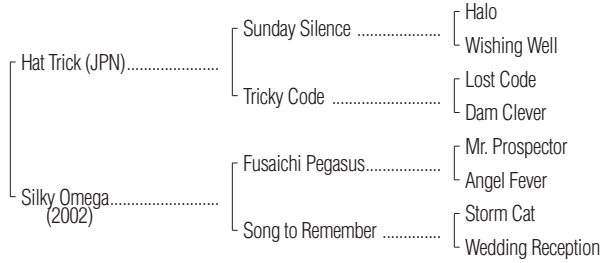 Halo
Sunday Silence ...................
Wishing Well
Hat Trick (JPN).....................
Lost Code
Tricky Code .........................
Dam Clever
Mr. Prospector
Fusaichi Pegasus.................
Angel Fever
Silky Omega.........................
(2002)
Storm Cat
Song to Remember .............
Wedding Reception